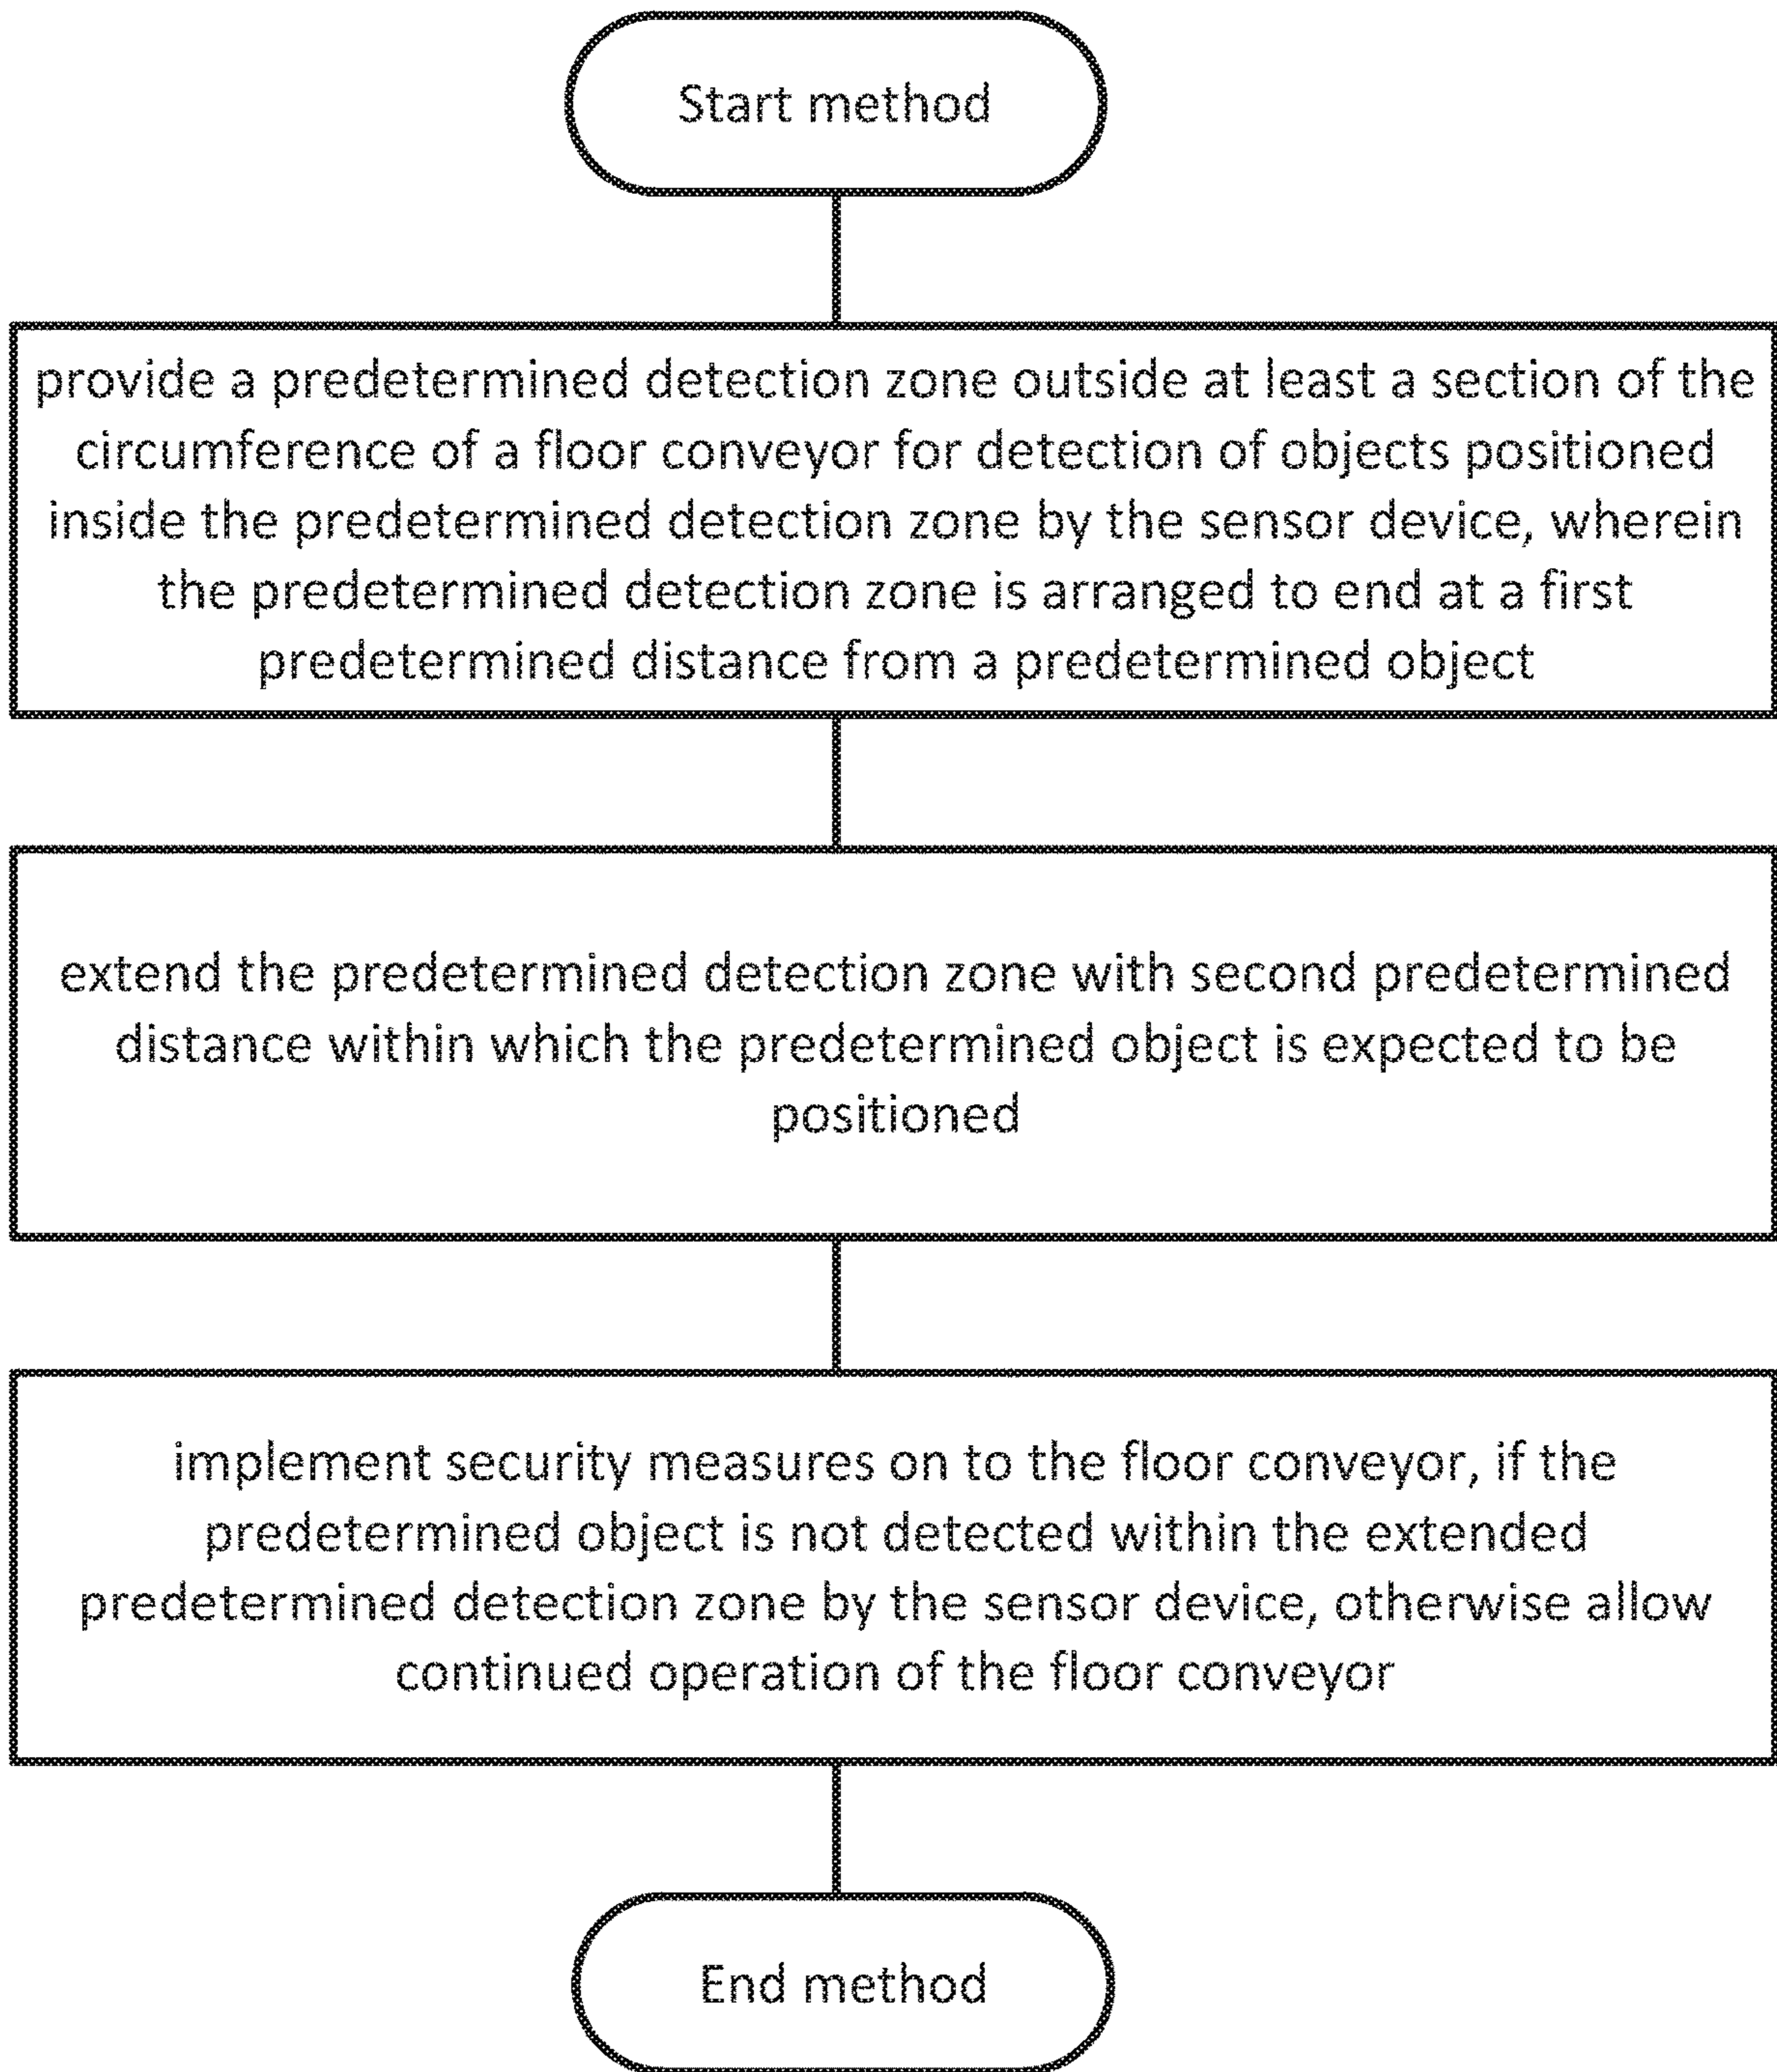 Start method
provide a predetermined detection zone outside at least a section of the
circumference of a floor conveyor for detection of objects positioned
inside the predetermined detection zone by the sensor device, wherein
the predetermined detection zone is arranged to end at a first
predetermined distance from a predetermined object
extend the predetermined detection zone with second predetermined
distance within which the predetermined object is expected to be
positioned
implement security measures on to the floor conveyor, if the
predetermined object is not detected within the extended
predetermined detection zone by the sensor device, otherwise allow
continued operation of the floor conveyor
End method